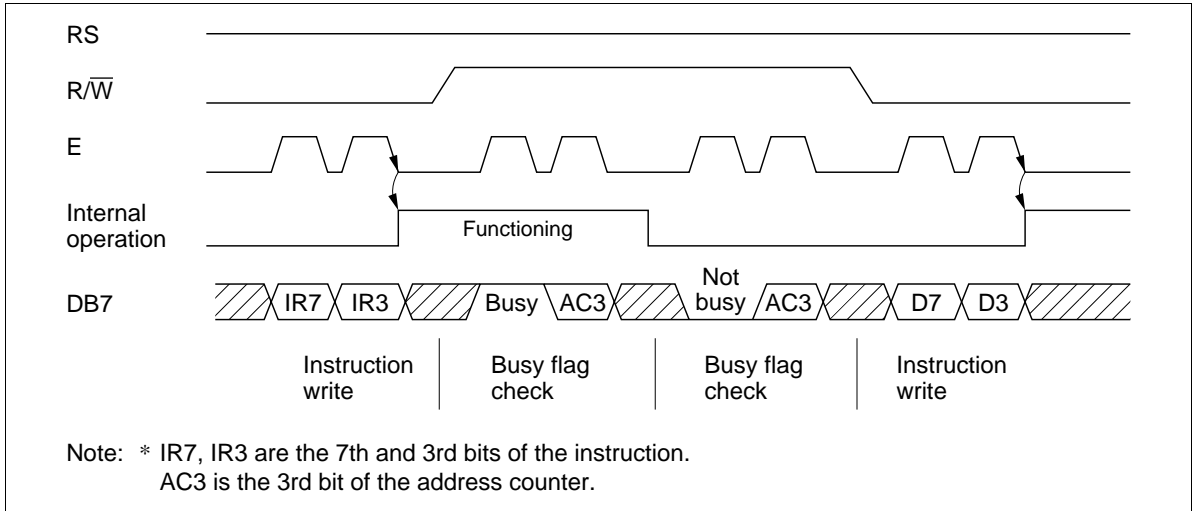 RS
R/W̅
E
Internal
operation
Functioning
DB7
IR7 IR3 Busy AC3 Not
busy AC3 D7 D3
Instruction
write
Busy flag
check
Busy flag
check
Instruction
write
Note: * IR7, IR3 are the 7th and 3rd bits of the instruction.
AC3 is the 3rd bit of the address counter.